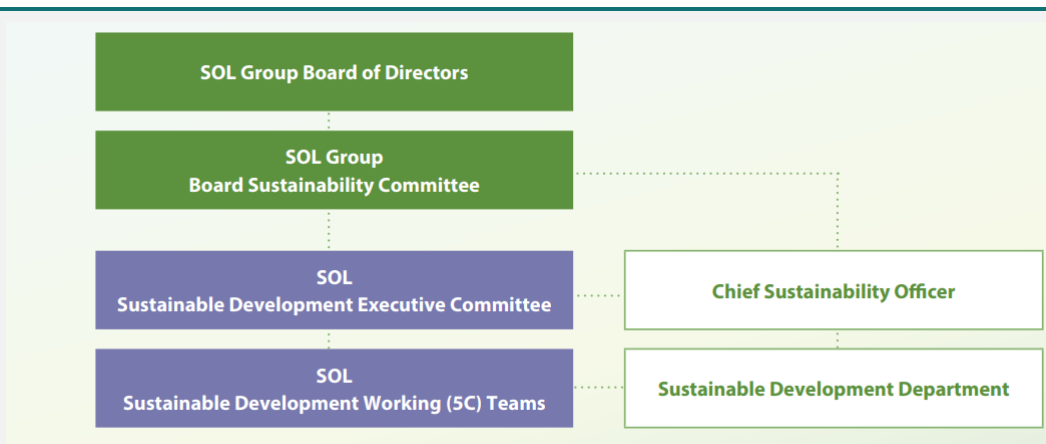 SOL Group Board of Directors
SOL Group
Board Sustainability Committee
SOL
Sustainable Development Executive Committee
Chief Sustainability Officer
SOL
Sustainable Development Working (5C) Teams
Sustainable Development Department